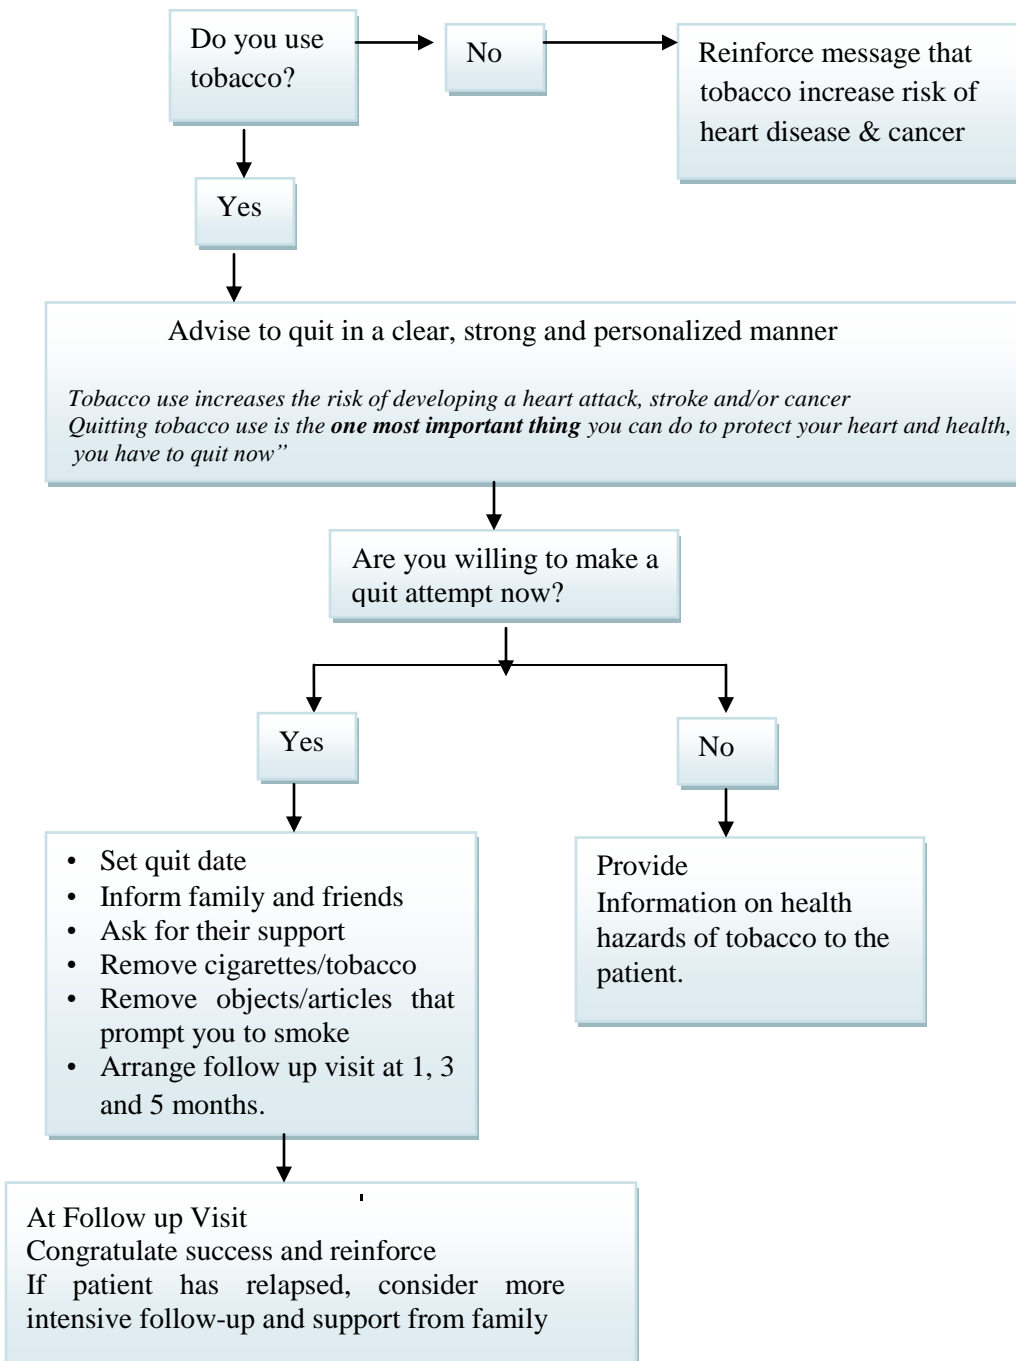 Do you use
tobacco?
No
Reinforce message that
tobacco increase risk of
heart disease & cancer
Yes
Advise to quit in a clear, strong and personalized manner
Tobacco use increases the risk of developing a heart attack, stroke and/or cancer
Quitting tobacco use is the one most important thing you can do to protect your heart and health,
you have to quit now”
Are you willing to make a
quit attempt now?
Yes
No
• Set quit date
• Inform family and friends
• Ask for their support
• Remove cigarettes/tobacco
• Remove objects/articles that
prompt you to smoke
• Arrange follow up visit at 1, 3
and 5 months.
Provide
Information on health
hazards of tobacco to the
patient.
At Follow up Visit
Congratulate success and reinforce
If patient has relapsed, consider more
intensive follow-up and support from family